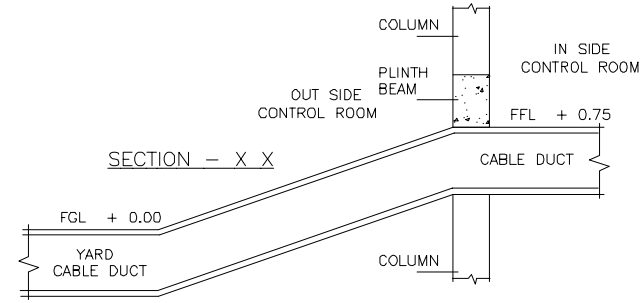 COLUMN
IN SIDE
CONTROL ROOM
PLINTH
BEAM
OUT SIDE
CONTROL ROOM
FFL + 0.75
SECTION - X X
CABLE DUCT
FGL + 0.00
YARD
CABLE DUCT
COLUMN